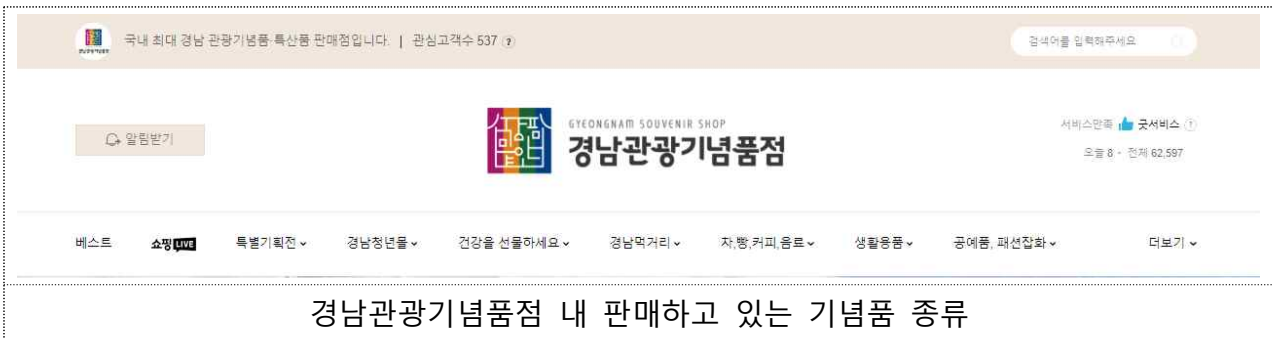 국내 최대 경남 관광기념품·특산품 판매점입니다. | 관심고객수 537 ?
검색어를 입력해주세요
GYEONGNAM SOUVENIR SHOP
경남관광기념품점
알림받기
서비스만족 굿서비스 ?
오늘 8 · 전체 62,597
베스트 쇼핑LIVE 특별기획전 경남청년몰 건강을 선물하세요 경남먹거리 차,빵,커피,음료 생활용품 공예품, 패션잡화 더보기
경남관광기념품점 내 판매하고 있는 기념품 종류